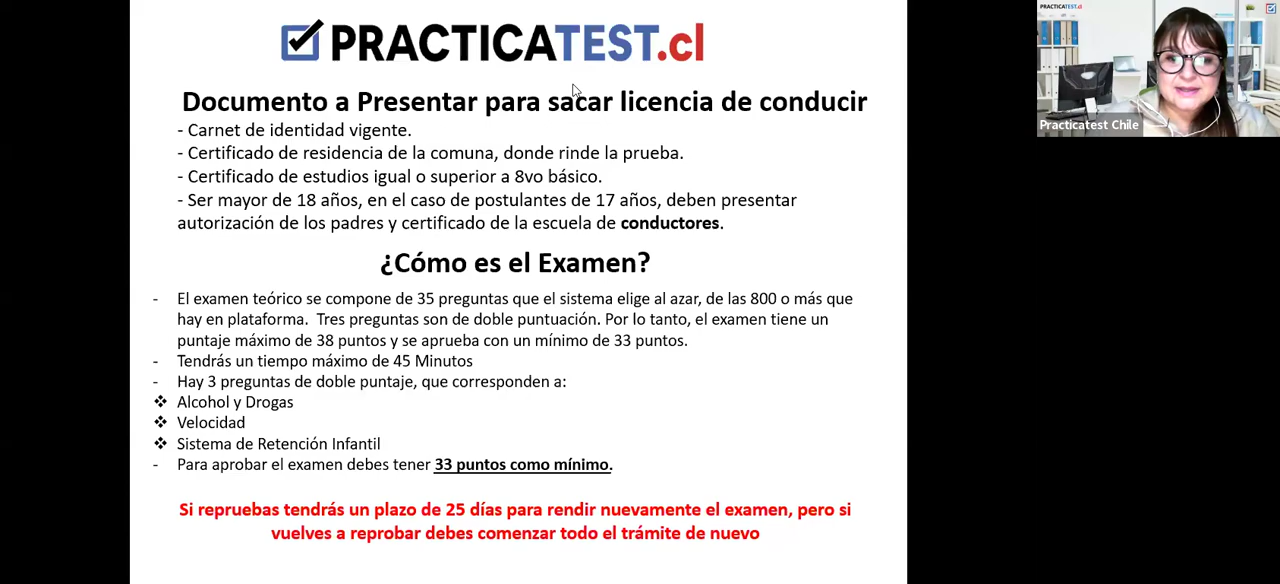 PRACTICATEST.cl
Documento a Presentar para sacar licencia de conducir
- Carnet de identidad vigente.
- Certificado de residencia de la comuna, donde rinde la prueba.
- Certificado de estudios igual o superior a 8vo básico.
- Ser mayor de 18 años, en el caso de postulantes de 17 años, deben presentar
autorización de los padres y certificado de la escuela de conductores.
¿Cómo es el Examen?
- El examen teórico se compone de 35 preguntas que el sistema elige al azar, de las 800 o más que
hay en plataforma. Tres preguntas son de doble puntuación. Por lo tanto, el examen tiene un
puntaje máximo de 38 puntos y se aprueba con un mínimo de 33 puntos.
- Tendrás un tiempo máximo de 45 Minutos
- Hay 3 preguntas de doble puntaje, que corresponden a:
❖ Alcohol y Drogas
❖ Velocidad
❖ Sistema de Retención Infantil
- Para aprobar el examen debes tener 33 puntos como mínimo.
Si repruebas tendrás un plazo de 25 días para rendir nuevamente el examen, pero si
vuelves a reprobar debes comenzar todo el trámite de nuevo
PRACTICATEST.cl
Practicatest Chile